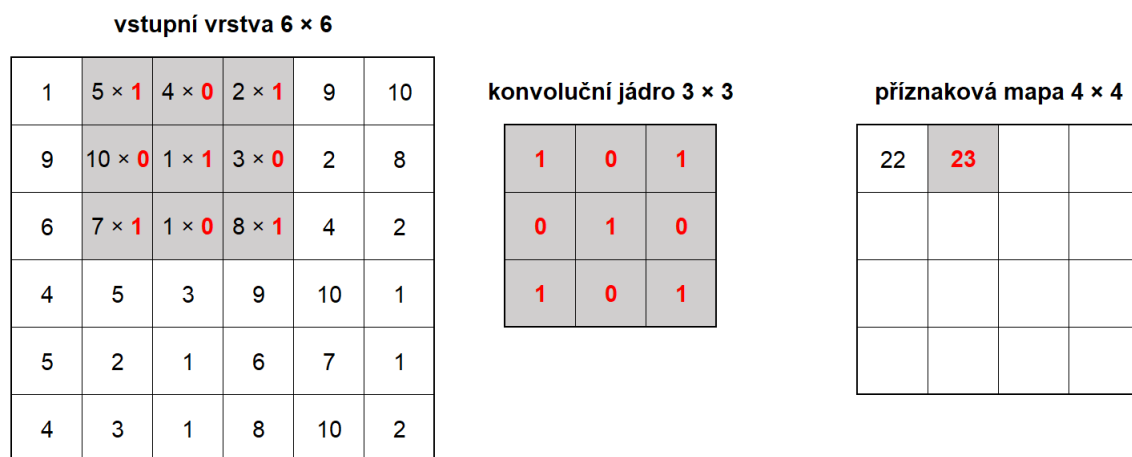 vstupní vrstva 6 × 6
1 5 × 1 4 × 0 2 × 1 9 10
9 10 × 0 1 × 1 3 × 0 2 8
6 7 × 1 1 × 0 8 × 1 4 2
4 5 3 9 10 1
5 2 1 6 7 1
4 3 1 8 10 2
konvoluční jádro 3 × 3
1 0 1
0 1 0
1 0 1
příznaková mapa 4 × 4
22 23